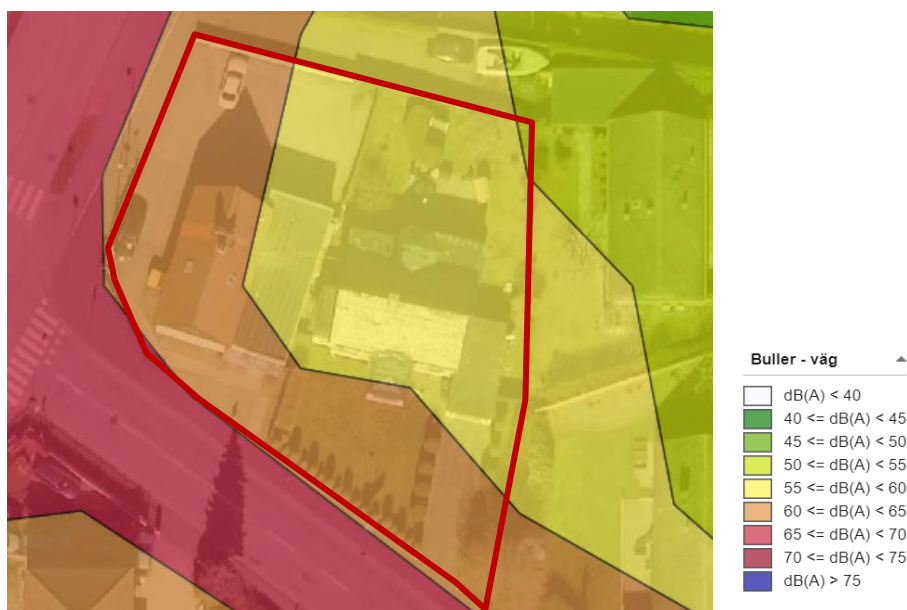 Buller - väg
dB(A) < 40
40 <= dB(A) < 45
45 <= dB(A) < 50
50 <= dB(A) < 55
55 <= dB(A) < 60
60 <= dB(A) < 65
65 <= dB(A) < 70
70 <= dB(A) < 75
dB(A) > 75